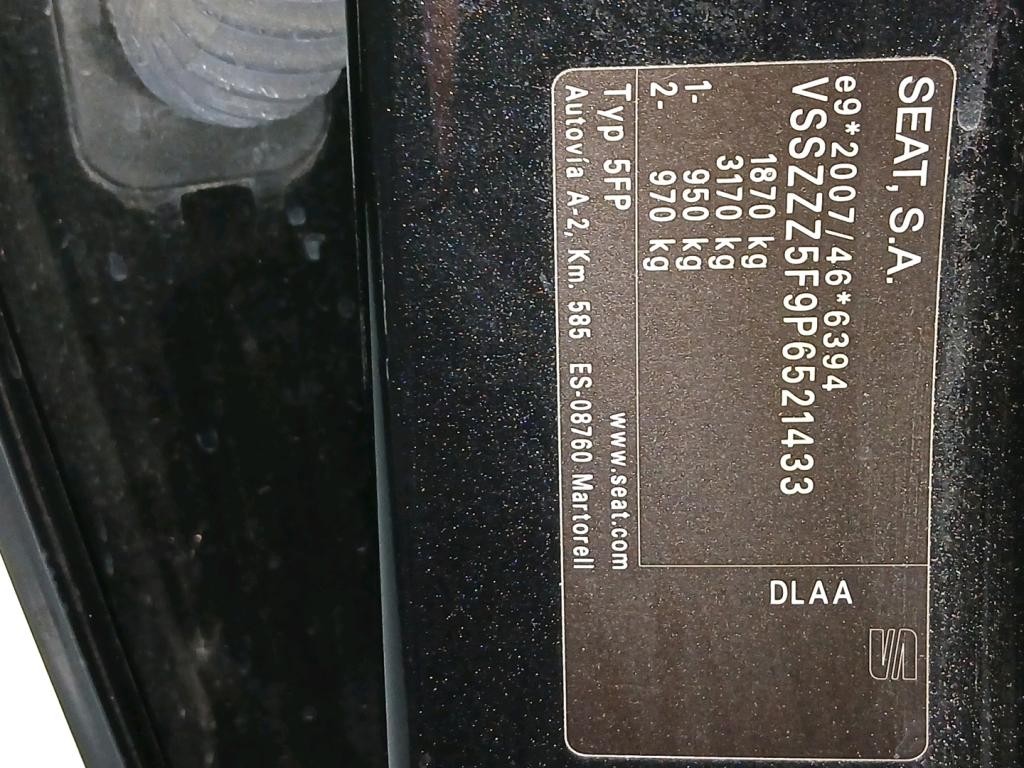 SEAT, S.A.
e9*2007/46*6394
VSSZZZ5F9P6521433
1870 kg
3170 kg
1- 950 kg
2- 970 kg
DLAA
Typ 5FP www.seat.com
Autovía A-2, Km. 585 ES-08760 Martorell